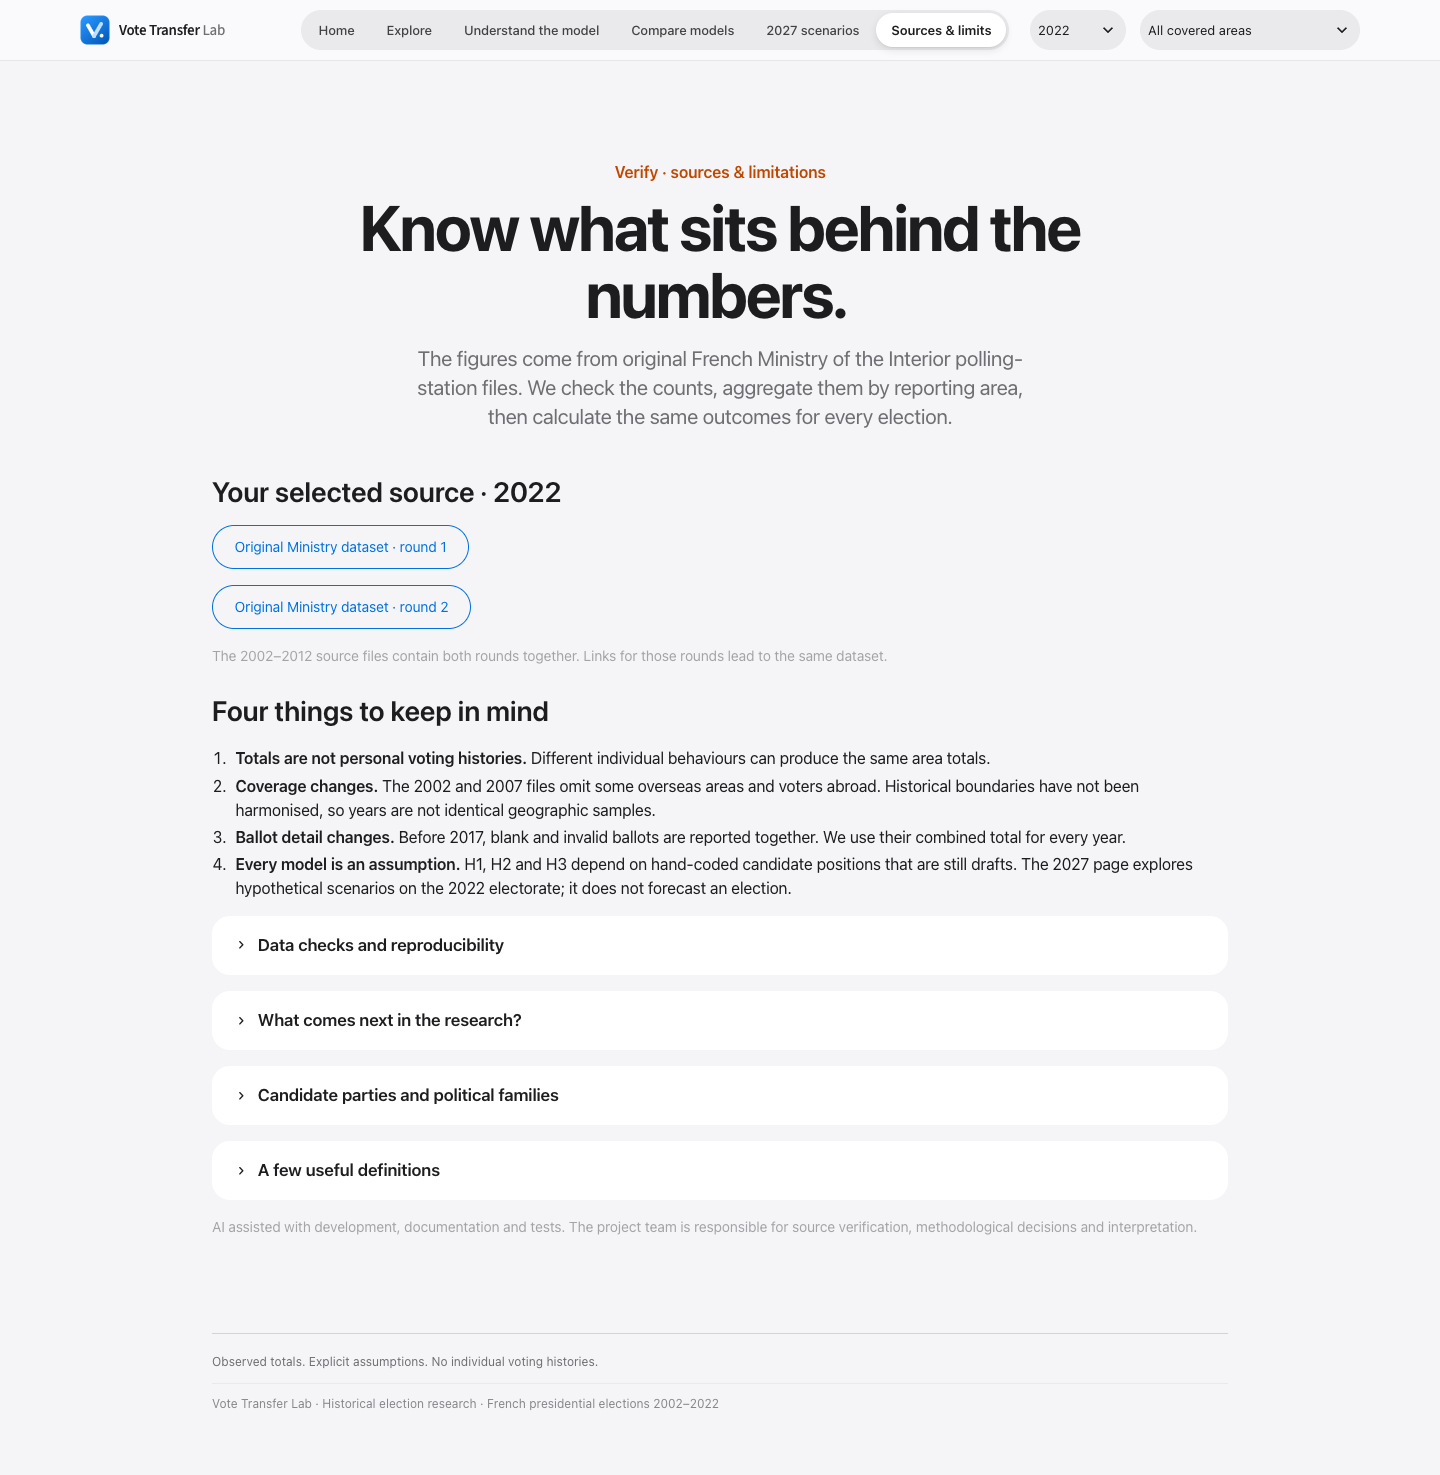 Vote Transfer Lab
Home
Explore
Understand the model
Compare models
2027 scenarios
Sources & limits
2022
All covered areas
Verify · sources & limitations
Know what sits behind the
numbers.
The figures come from original French Ministry of the Interior polling-
station files. We check the counts, aggregate them by reporting area,
then calculate the same outcomes for every election.
Your selected source · 2022
Original Ministry dataset · round 1
Original Ministry dataset · round 2
The 2002–2012 source files contain both rounds together. Links for those rounds lead to the same dataset.
Four things to keep in mind
1. Totals are not personal voting histories. Different individual behaviours can produce the same area totals.
2. Coverage changes. The 2002 and 2007 files omit some overseas areas and voters abroad. Historical boundaries have not been
harmonised, so years are not identical geographic samples.
3. Ballot detail changes. Before 2017, blank and invalid ballots are reported together. We use their combined total for every year.
4. Every model is an assumption. H1, H2 and H3 depend on hand-coded candidate positions that are still drafts. The 2027 page explores
hypothetical scenarios on the 2022 electorate; it does not forecast an election.
Data checks and reproducibility
What comes next in the research?
Candidate parties and political families
A few useful definitions
AI assisted with development, documentation and tests. The project team is responsible for source verification, methodological decisions and interpretation.
Observed totals. Explicit assumptions. No individual voting histories.
Vote Transfer Lab · Historical election research · French presidential elections 2002–2022